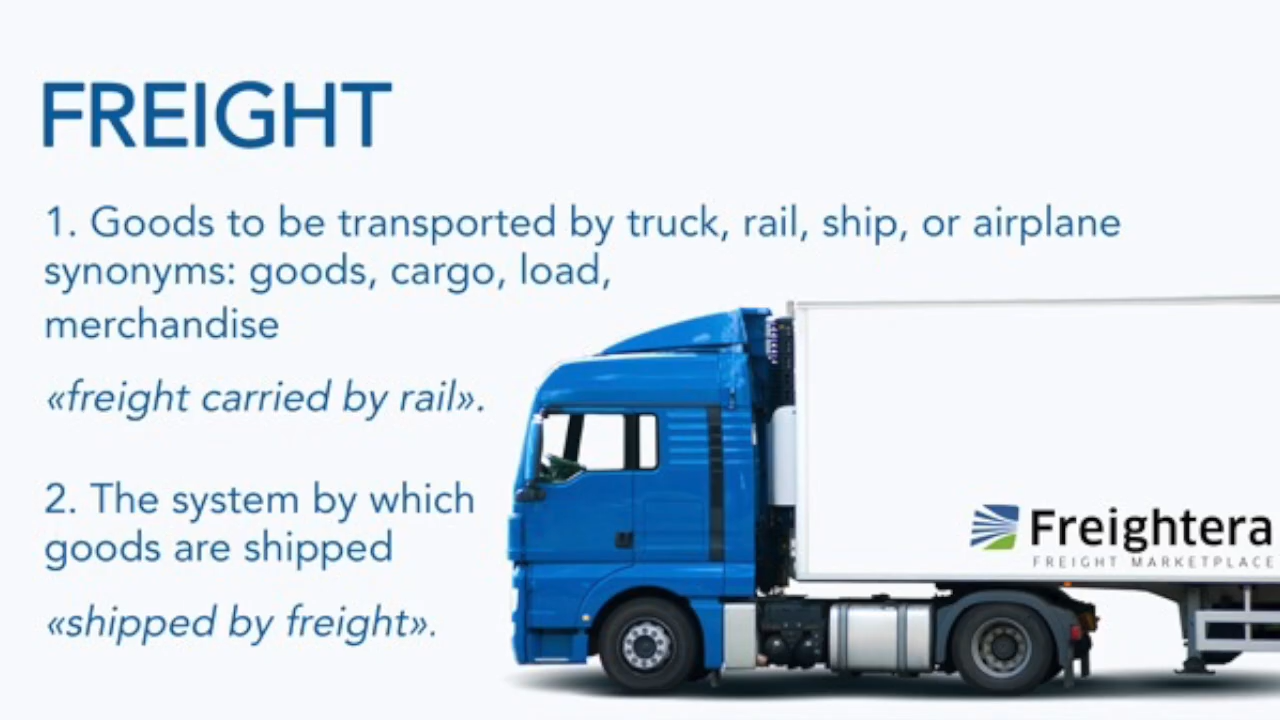 FREIGHT
1. Goods to be transported by truck, rail, ship, or airplane
synonyms: goods, cargo, load,
merchandise
«freight carried by rail».
2. The system by which
goods are shipped
«shipped by freight».
Freightera
FREIGHT MARKETPLACE